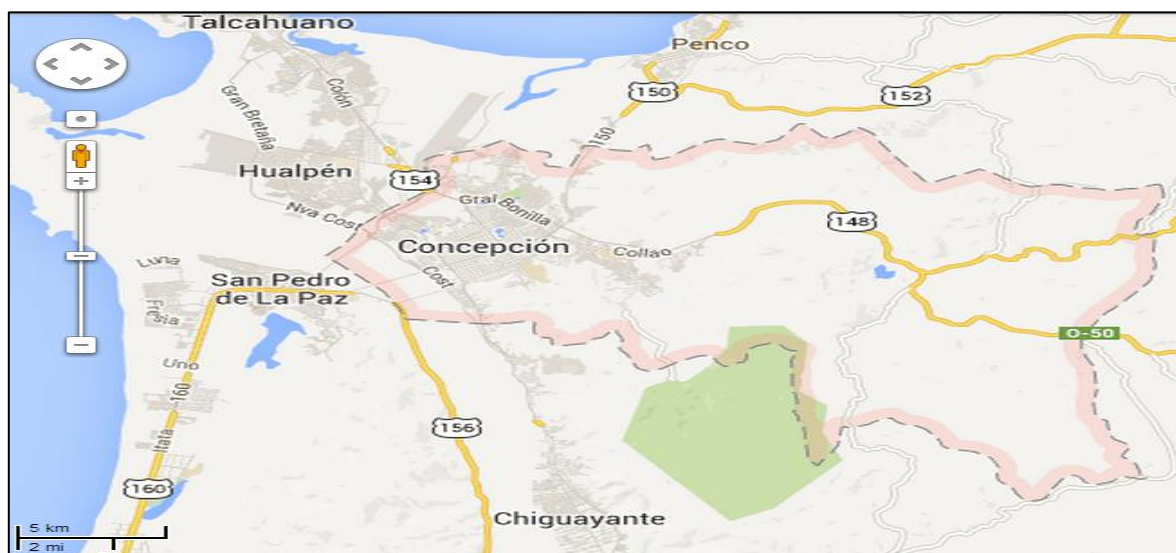 Talcahuano
Penco
Colón
150
152
Gran Bretaña
150
Hualpén
154
Gral Bonilla
Nva Cost
148
Concepción
Collao
Luna
Cost
San Pedro
de La Paz
Fresia
O-50
Uno
160
156
Itata
160
Chiguayante
5 km
2 mi
+
−